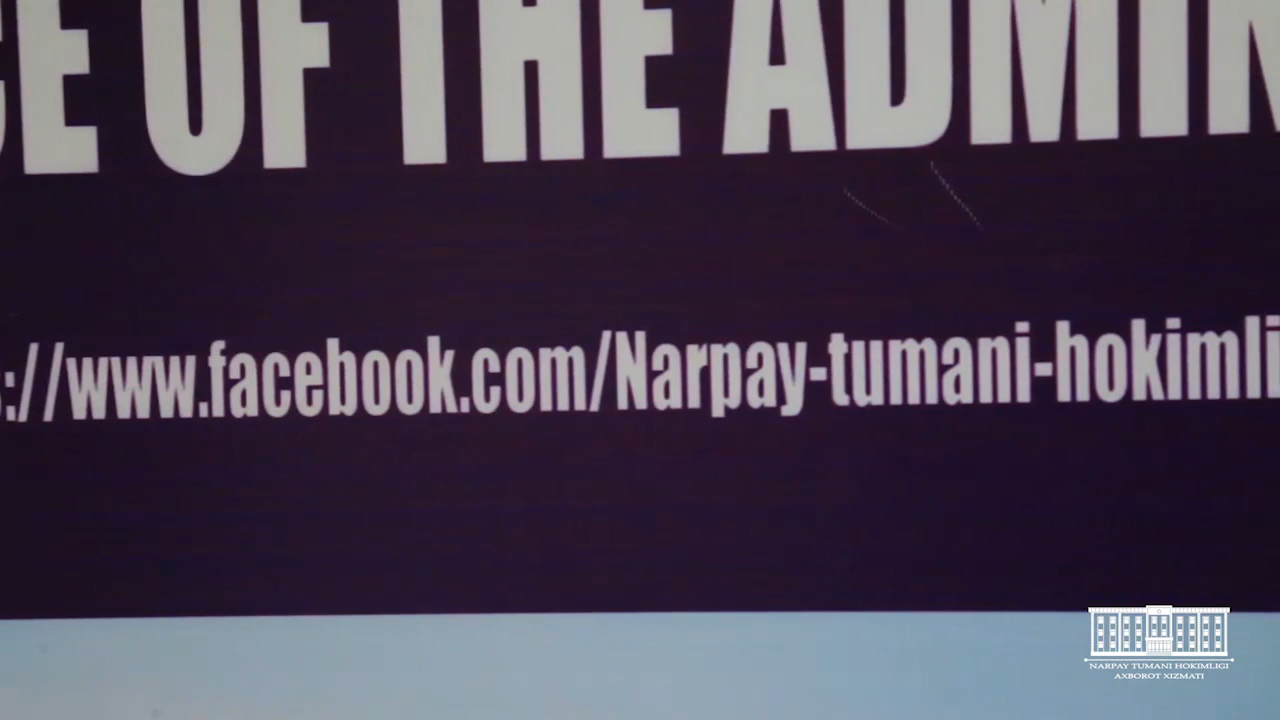 CE OF THE ADMIN
s://www.facebook.com/Narpay-tumani-hokimli
NARPAY TUMANI HOKIMLIGI
AXBOROT XIZMATI